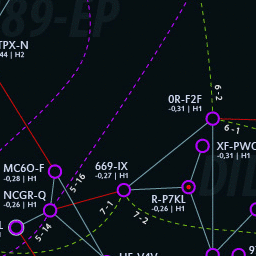 89-EP
TPX-N
44 | H2
6 - 2
0R-F2F
-0,31 | H1
6 - 1
XF-PWO
-0,31 | H1
669-IX
-0,27 | H1
MC6O-F
-0,28 | H1
5-16
NCGR-Q
-0,26 | H1
7 - 1
7-2
R-P7KL
-0,26 | H1
5-14